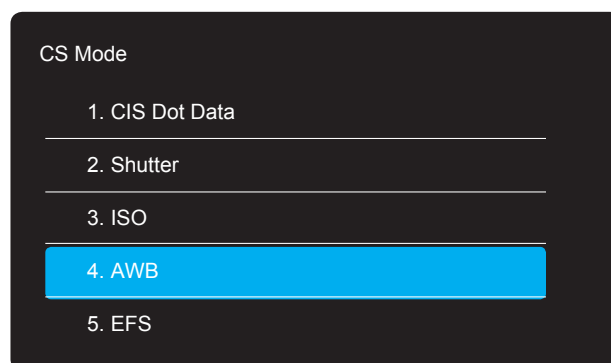 CS Mode
1. CIS Dot Data
2. Shutter
3. ISO
4. AWB
5. EFS